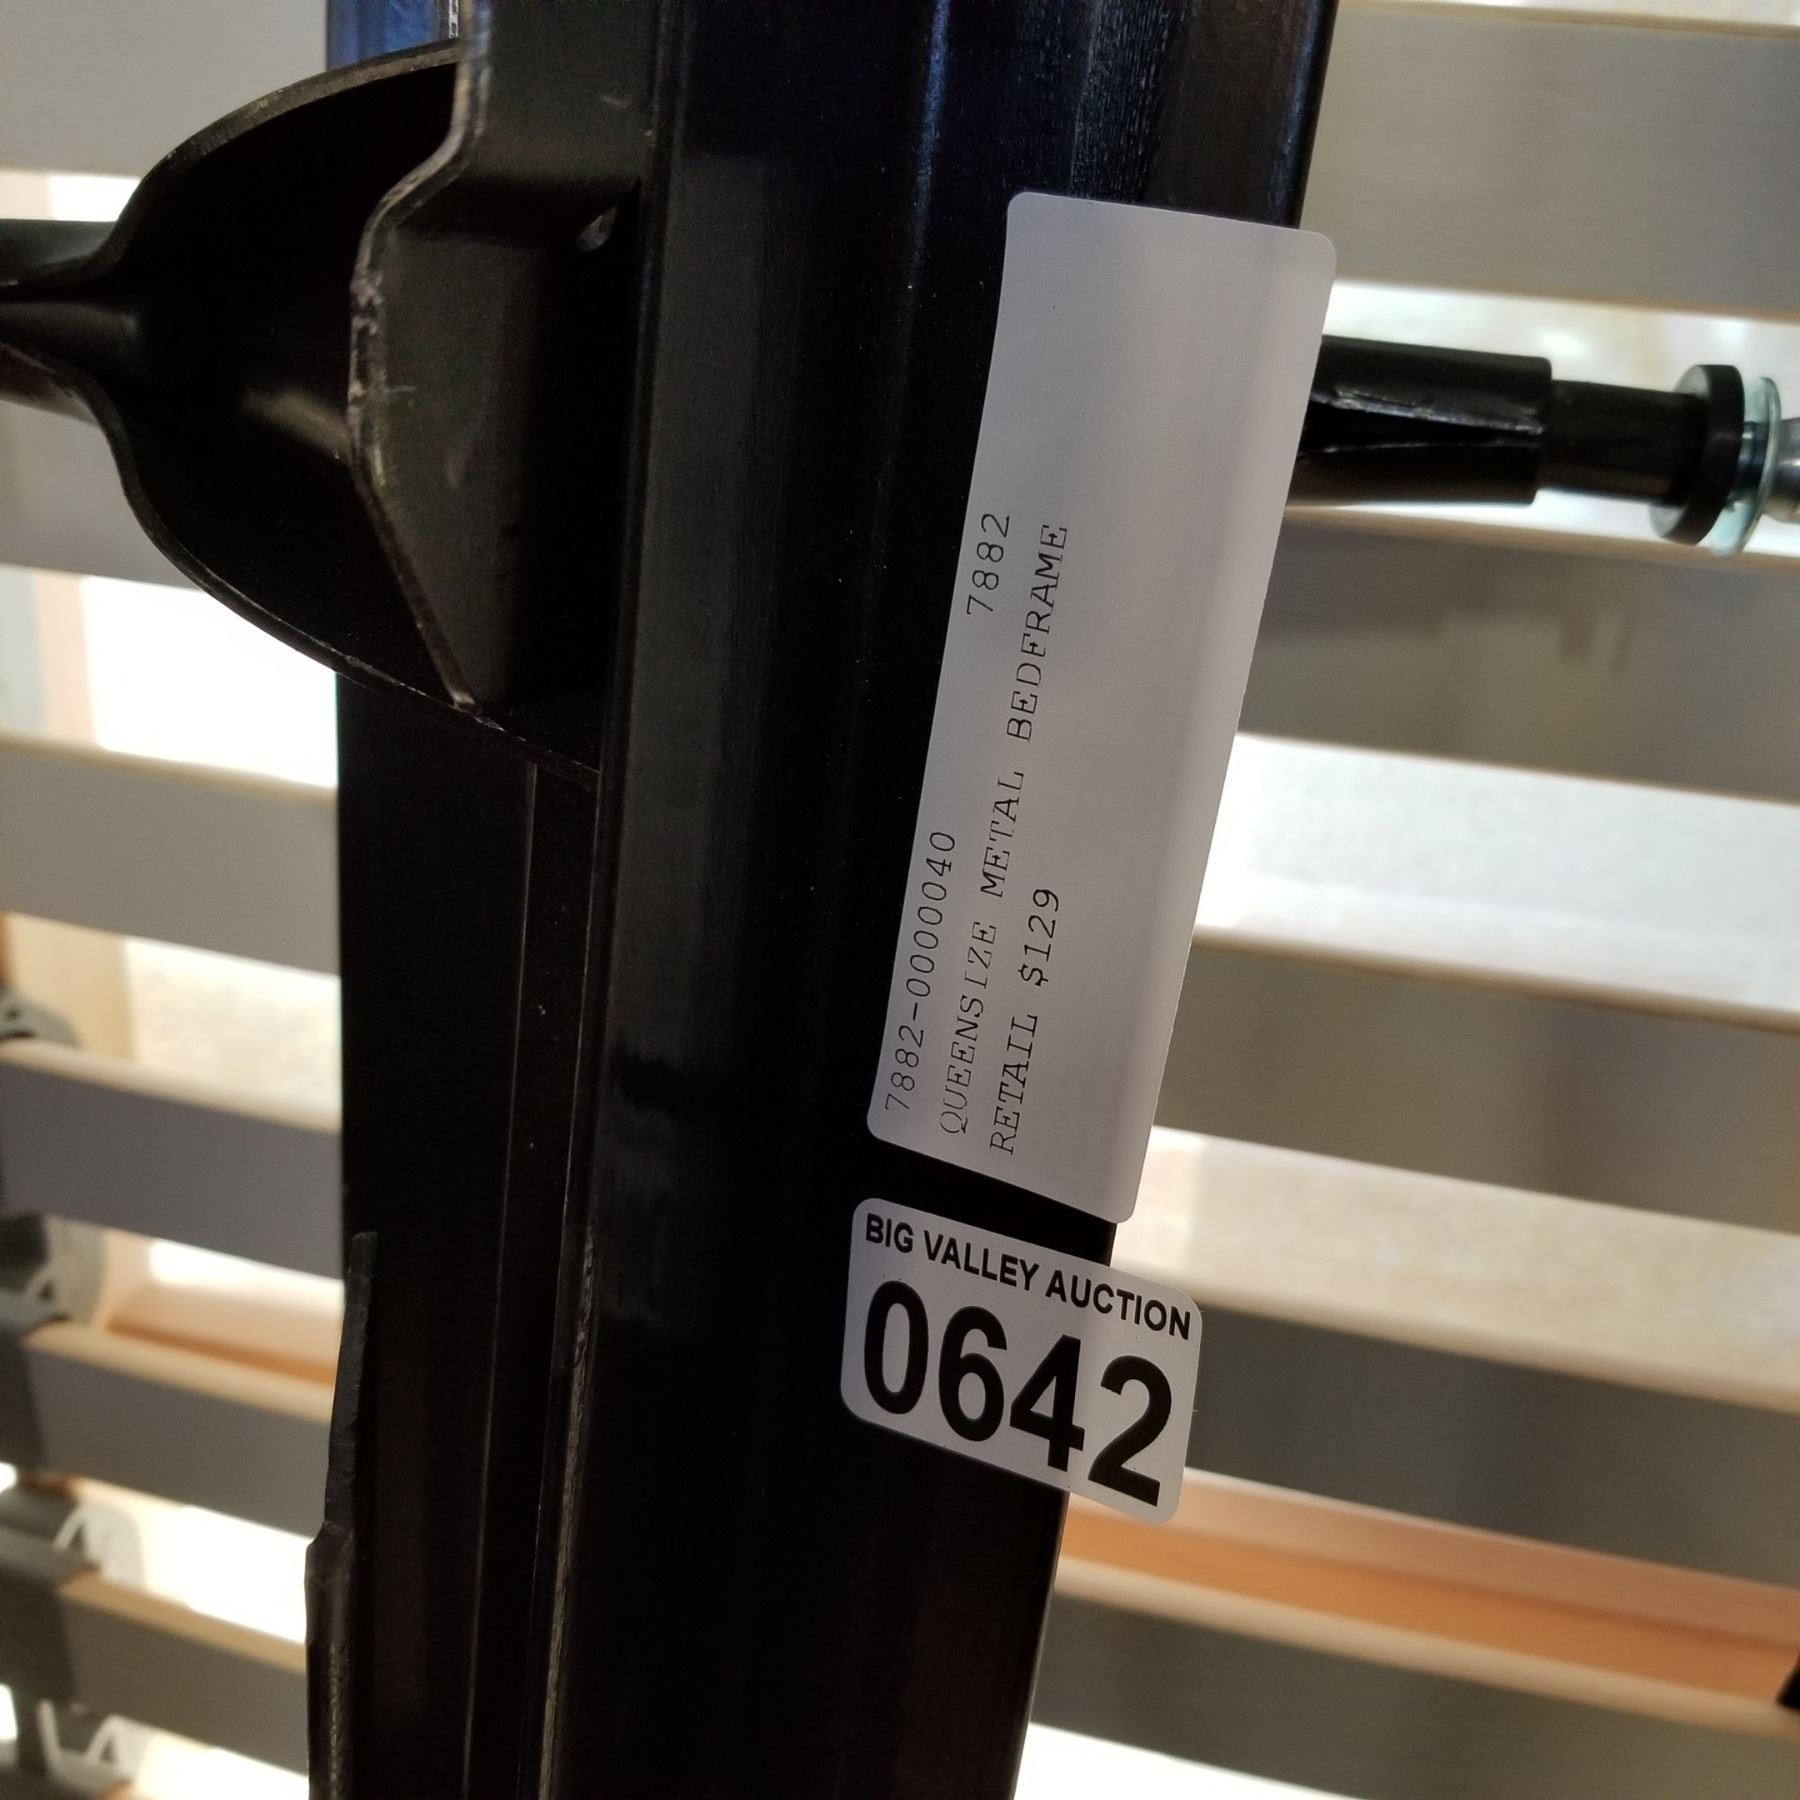 7882-0000040 7882
QUEENSIZE METAL BEDFRAME
RETAIL $129
BIG VALLEY AUCTION
0642